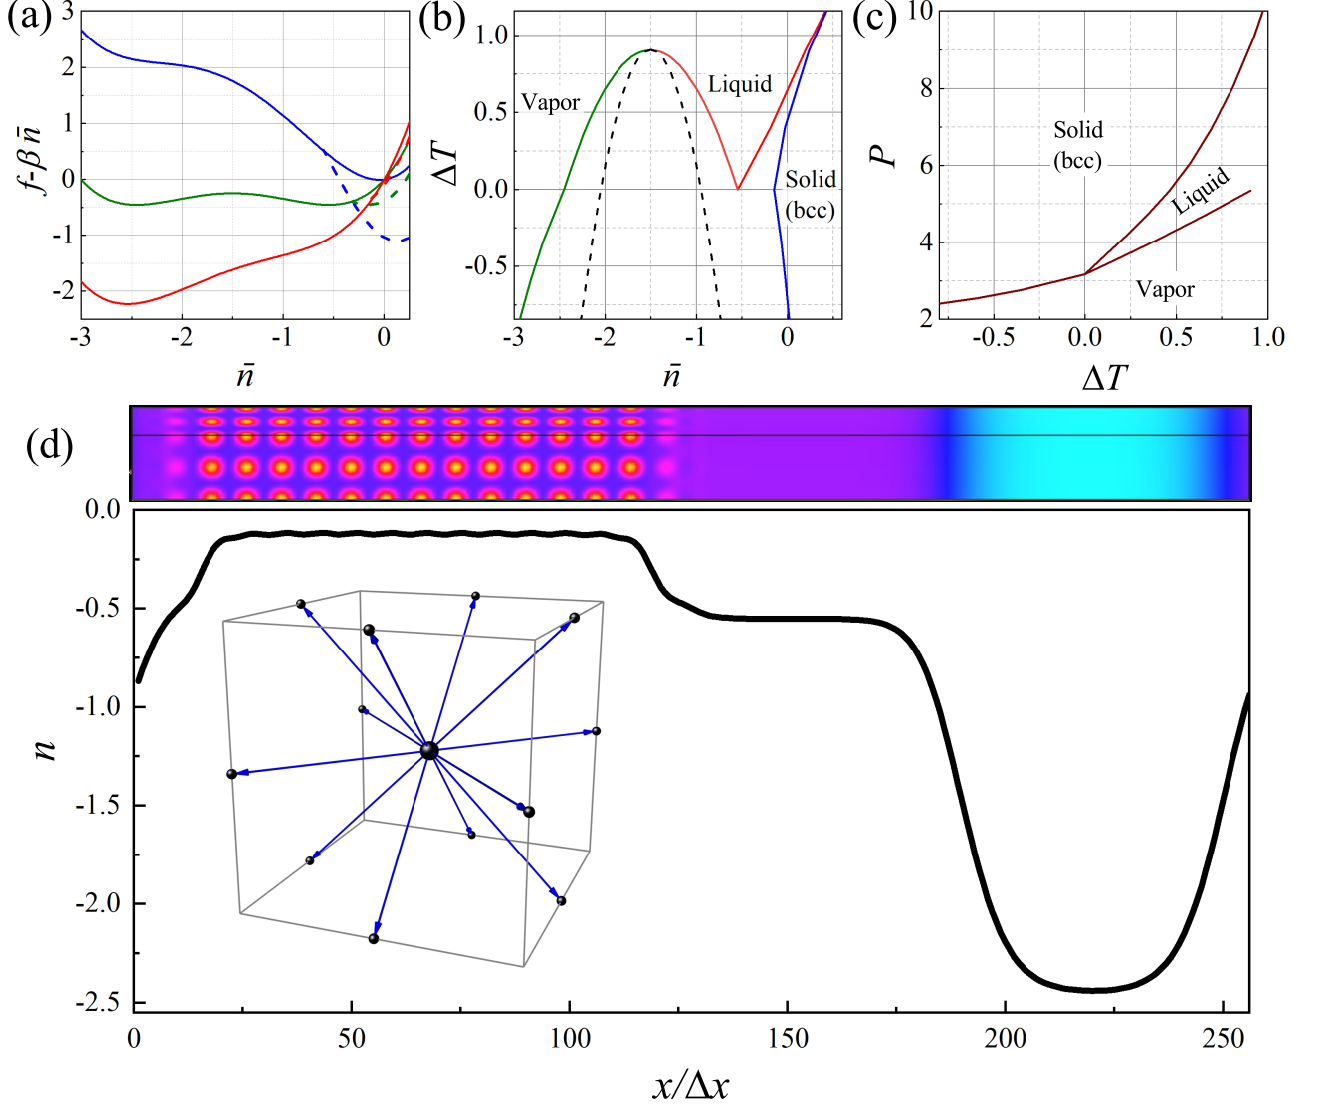 (a)
3
2
1
0
-1
-2
-3
-2
-1
0
f-βn̄
n̄
(b)
1.0
0.5
0.0
-0.5
-3
-2
-1
0
ΔT
n̄
Vapor
Liquid
Solid
(bcc)
(c)
10
8
6
4
2
-0.5
0.0
0.5
1.0
P
ΔT
Solid
(bcc)
Liquid
Vapor
(d)
0.0
-0.5
-1.0
-1.5
-2.0
-2.5
0
50
100
150
200
250
n
x/Δx